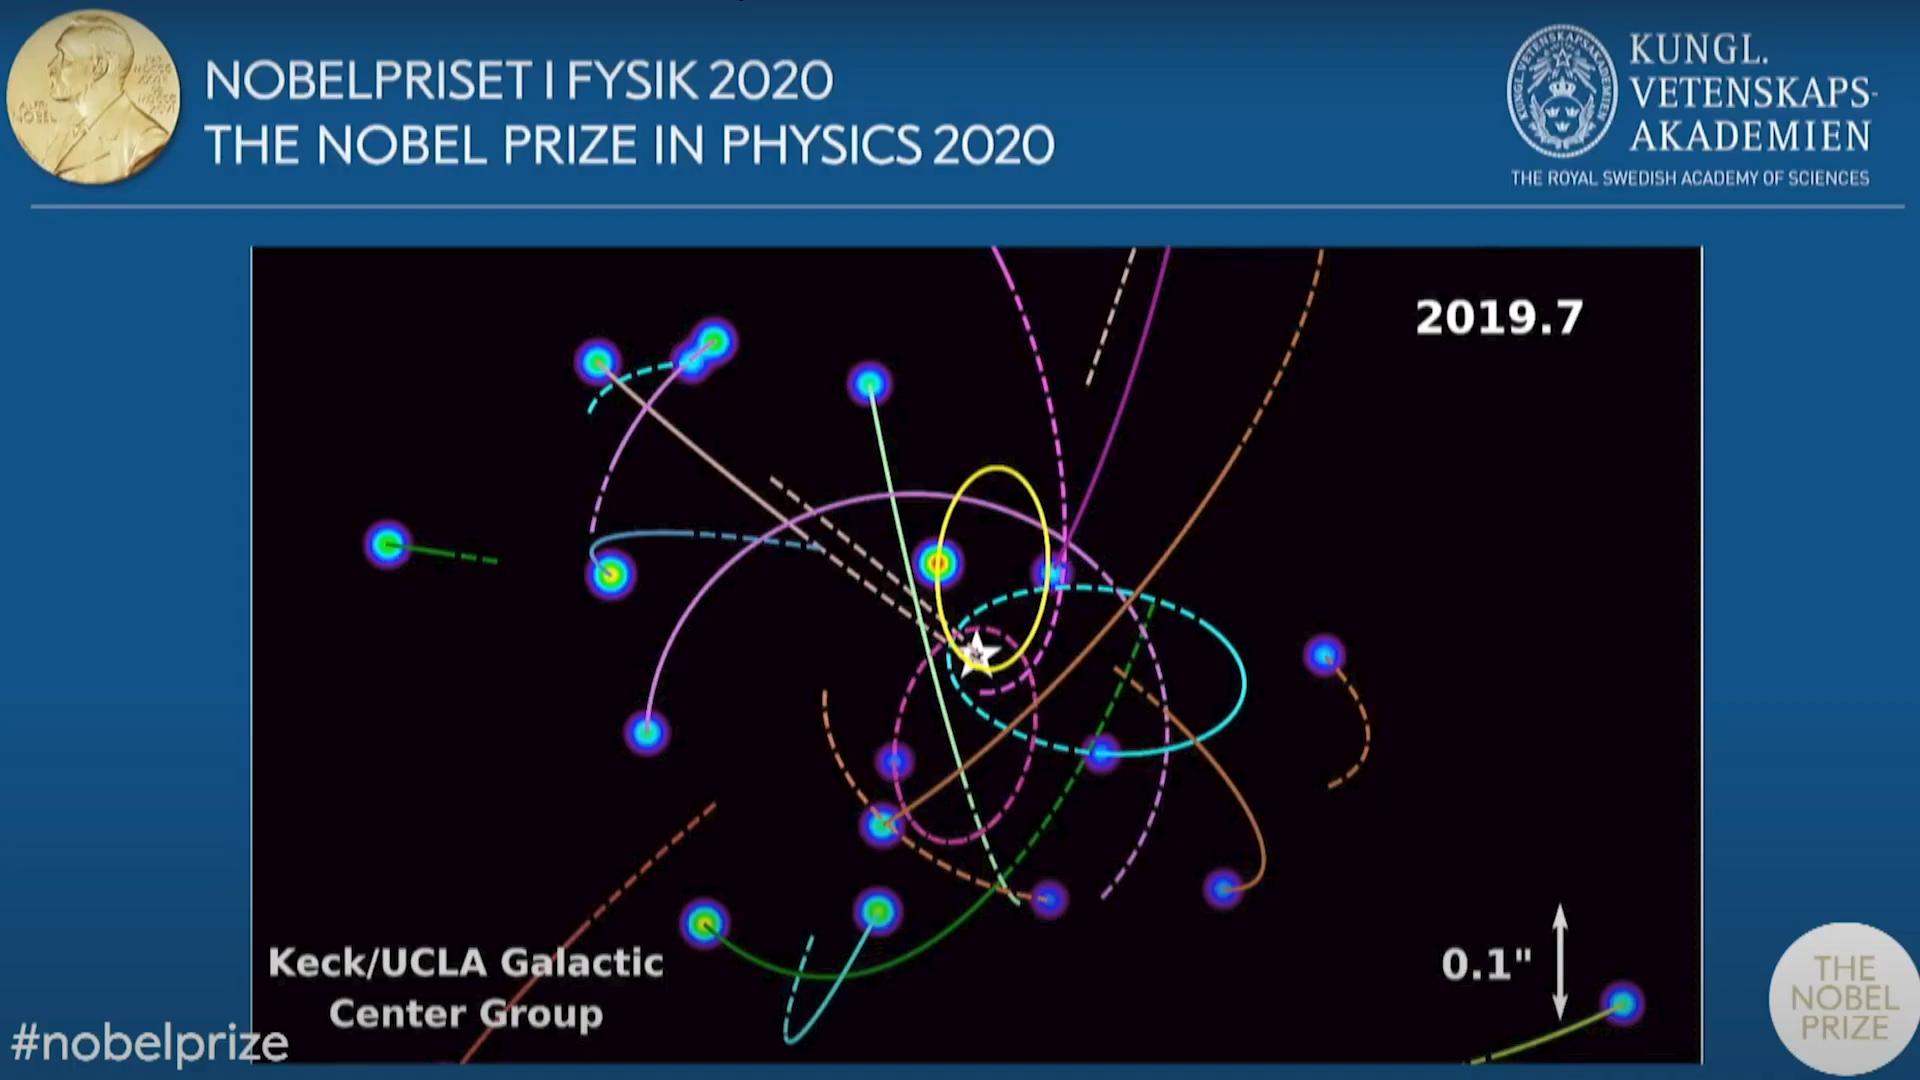 NOBELPRISET I FYSIK 2020
THE NOBEL PRIZE IN PHYSICS 2020
KUNGL.
VETENSKAPS-
AKADEMIEN
THE ROYAL SWEDISH ACADEMY OF SCIENCES
2019.7
Keck/UCLA Galactic
Center Group
0.1"
#nobelprize
THE
NOBEL
PRIZE